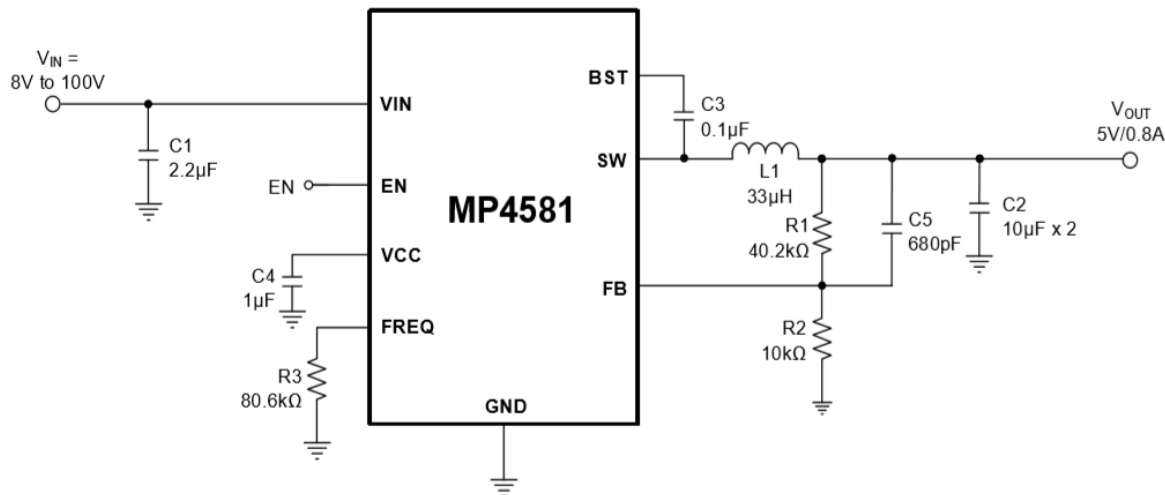 V_IN =
8V to 100V
C1
2.2µF
EN
C4
1µF
R3
80.6kΩ
VIN
EN
VCC
FREQ
MP4581
GND
BST
SW
FB
C3
0.1µF
L1
33µH
R1
40.2kΩ
R2
10kΩ
C5
680pF
C2
10µF x 2
V_OUT
5V/0.8A